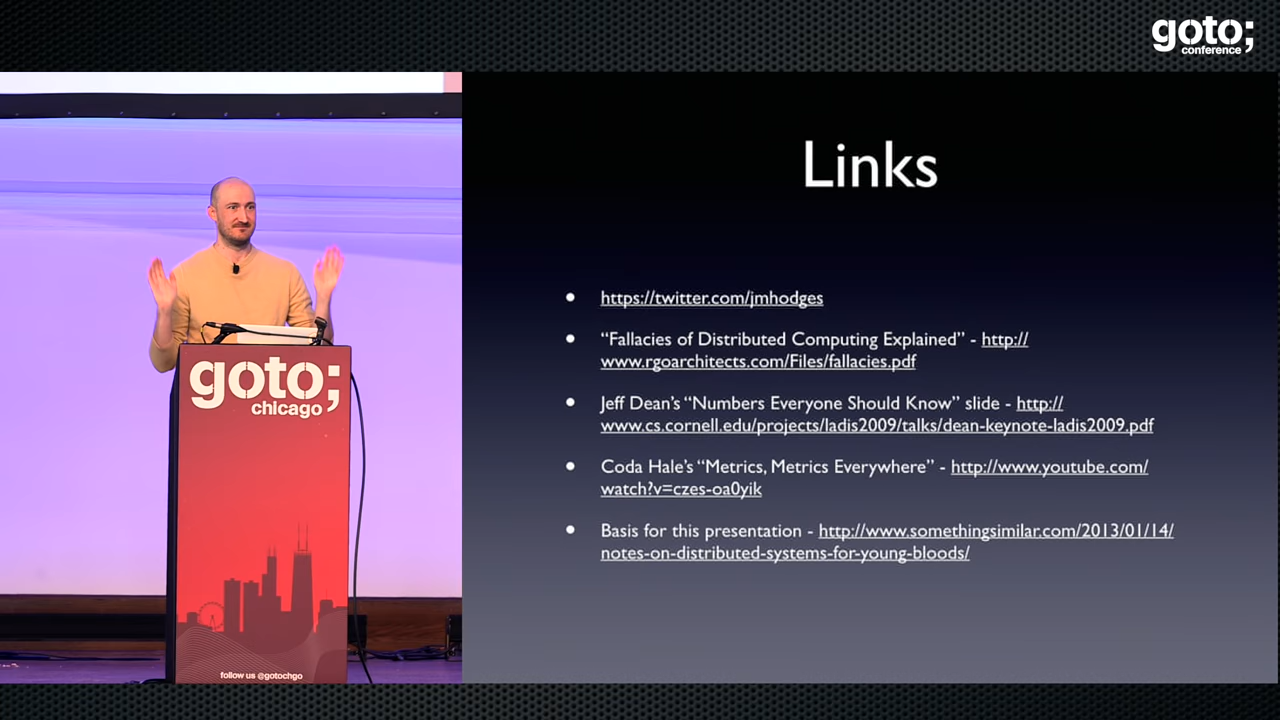 goto;
conference
Links
https://twitter.com/jmhodges
“Fallacies of Distributed Computing Explained” - http://
www.rgoarchitects.com/Files/fallacies.pdf
Jeff Dean’s “Numbers Everyone Should Know” slide - http://
www.cs.cornell.edu/projects/ladis2009/talks/dean-keynote-ladis2009.pdf
Coda Hale’s “Metrics, Metrics Everywhere” - http://www.youtube.com/
watch?v=czes-oa0yik
Basis for this presentation - http://www.somethingsimilar.com/2013/01/14/
notes-on-distributed-systems-for-young-bloods/
goto;
chicago
follow us @gotochgo